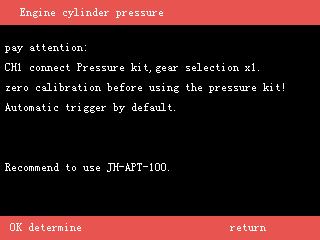 Engine cylinder pressure
pay attention:
CH1 connect Pressure kit,gear selection x1.
zero calibration before using the pressure kit!
Automatic trigger by default.
Recommend to use JH-APT-100.
OK determine return